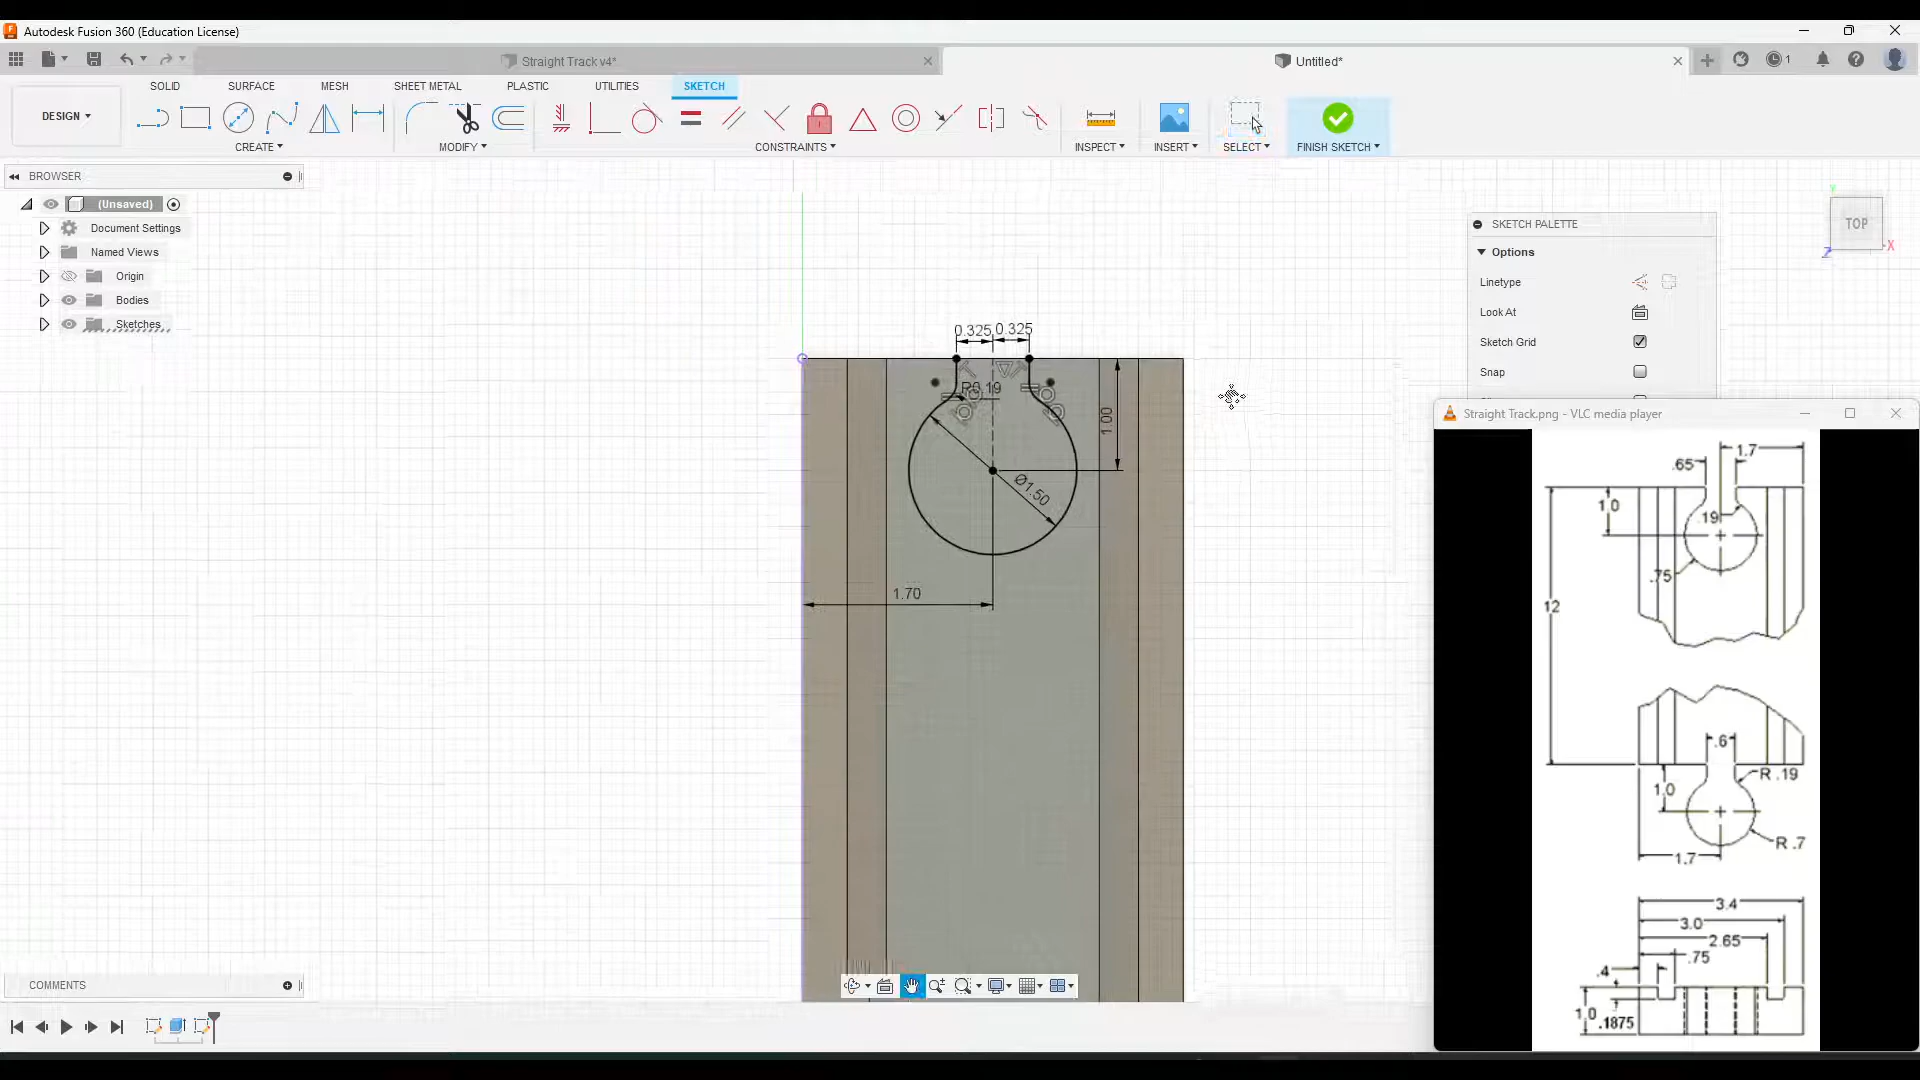 Autodesk Fusion 360 (Education License)
Straight Track v4*
Untitled*
1
SOLID
SURFACE
MESH
SHEET METAL
PLASTIC
UTILITIES
SKETCH
DESIGN
CREATE
MODIFY
CONSTRAINTS
INSPECT
INSERT
SELECT
FINISH SKETCH
BROWSER
(Unsaved)
Document Settings
Named Views
Origin
Bodies
Sketches
TOP
Y
X
Z
SKETCH PALETTE
Options
Linetype
Look At
Sketch Grid
Snap
0.325
0.325
R0.19
1.00
Ø1.50
1.70
Straight Track.png - VLC media player
1.7
.65
1.0
.19
.75
12
.6
R .19
1.0
R .7
1.7
3.4
3.0
2.65
.75
.4
1.0
.1875
COMMENTS